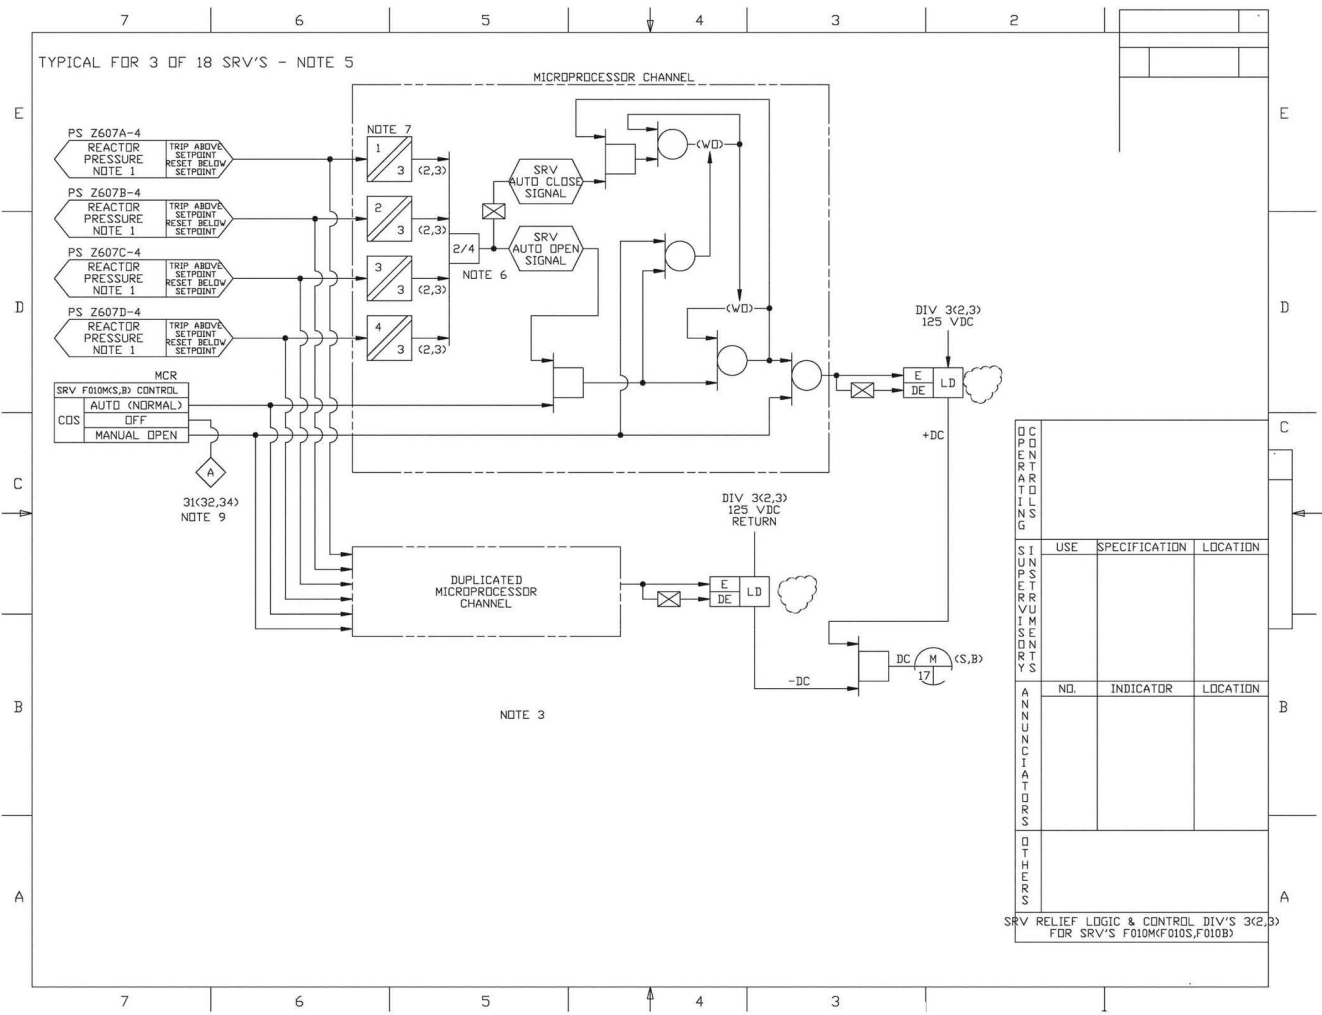 7 6 5 4 3 2
TYPICAL FOR 3 OF 18 SRV'S - NOTE 5
MICROPROCESSOR CHANNEL
E
E
PS Z607A-4
REACTOR
PRESSURE
NOTE 1
TRIP ABOVE
SETPOINT
RESET BELOW
SETPOINT
NOTE 7
1
3
(2,3)
PS Z607B-4
REACTOR
PRESSURE
NOTE 1
TRIP ABOVE
SETPOINT
RESET BELOW
SETPOINT
2
3
(2,3)
PS Z607C-4
REACTOR
PRESSURE
NOTE 1
TRIP ABOVE
SETPOINT
RESET BELOW
SETPOINT
3
3
(2,3)
PS Z607D-4
REACTOR
PRESSURE
NOTE 1
TRIP ABOVE
SETPOINT
RESET BELOW
SETPOINT
4
3
(2,3)
2/4
NOTE 6
SRV
AUTO CLOSE
SIGNAL
SRV
AUTO OPEN
SIGNAL
(WO)
(WO)
D
D
DIV 3(2,3)
125 VDC
E
DE
LD
MCR
SRV F010M(S,B) CONTROL
COS
AUTO (NORMAL)
OFF
MANUAL OPEN
A
31(32,34)
NOTE 9
+DC
C
C
DIV 3(2,3)
125 VDC
RETURN
DUPLICATED
MICROPROCESSOR
CHANNEL
E
DE
LD
DC
M
17
(S,B)
-DC
NOTE 3
B
B
OPERATING
CONTROLS
SUPERVISORY
INSTRUMENTS
USE SPECIFICATION LOCATION
ANNUNCIATORS
NO. INDICATOR LOCATION
OTHERS
A
A
SRV RELIEF LOGIC & CONTROL DIV'S 3(2,3)
FOR SRV'S F010M(F010S,F010B)
7 6 5 4 3 1